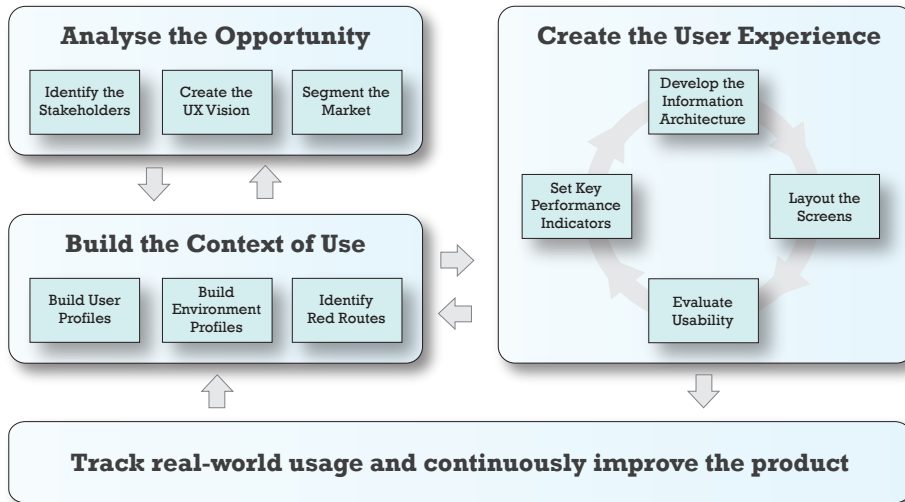 Analyse the Opportunity
Identify the
Stakeholders
Create the
UX Vision
Segment the
Market
Build the Context of Use
Build User
Profiles
Build
Environment
Profiles
Identify
Red Routes
Create the User Experience
Develop the
Information
Architecture
Set Key
Performance
Indicators
Layout the
Screens
Evaluate
Usability
Track real-world usage and continuously improve the product